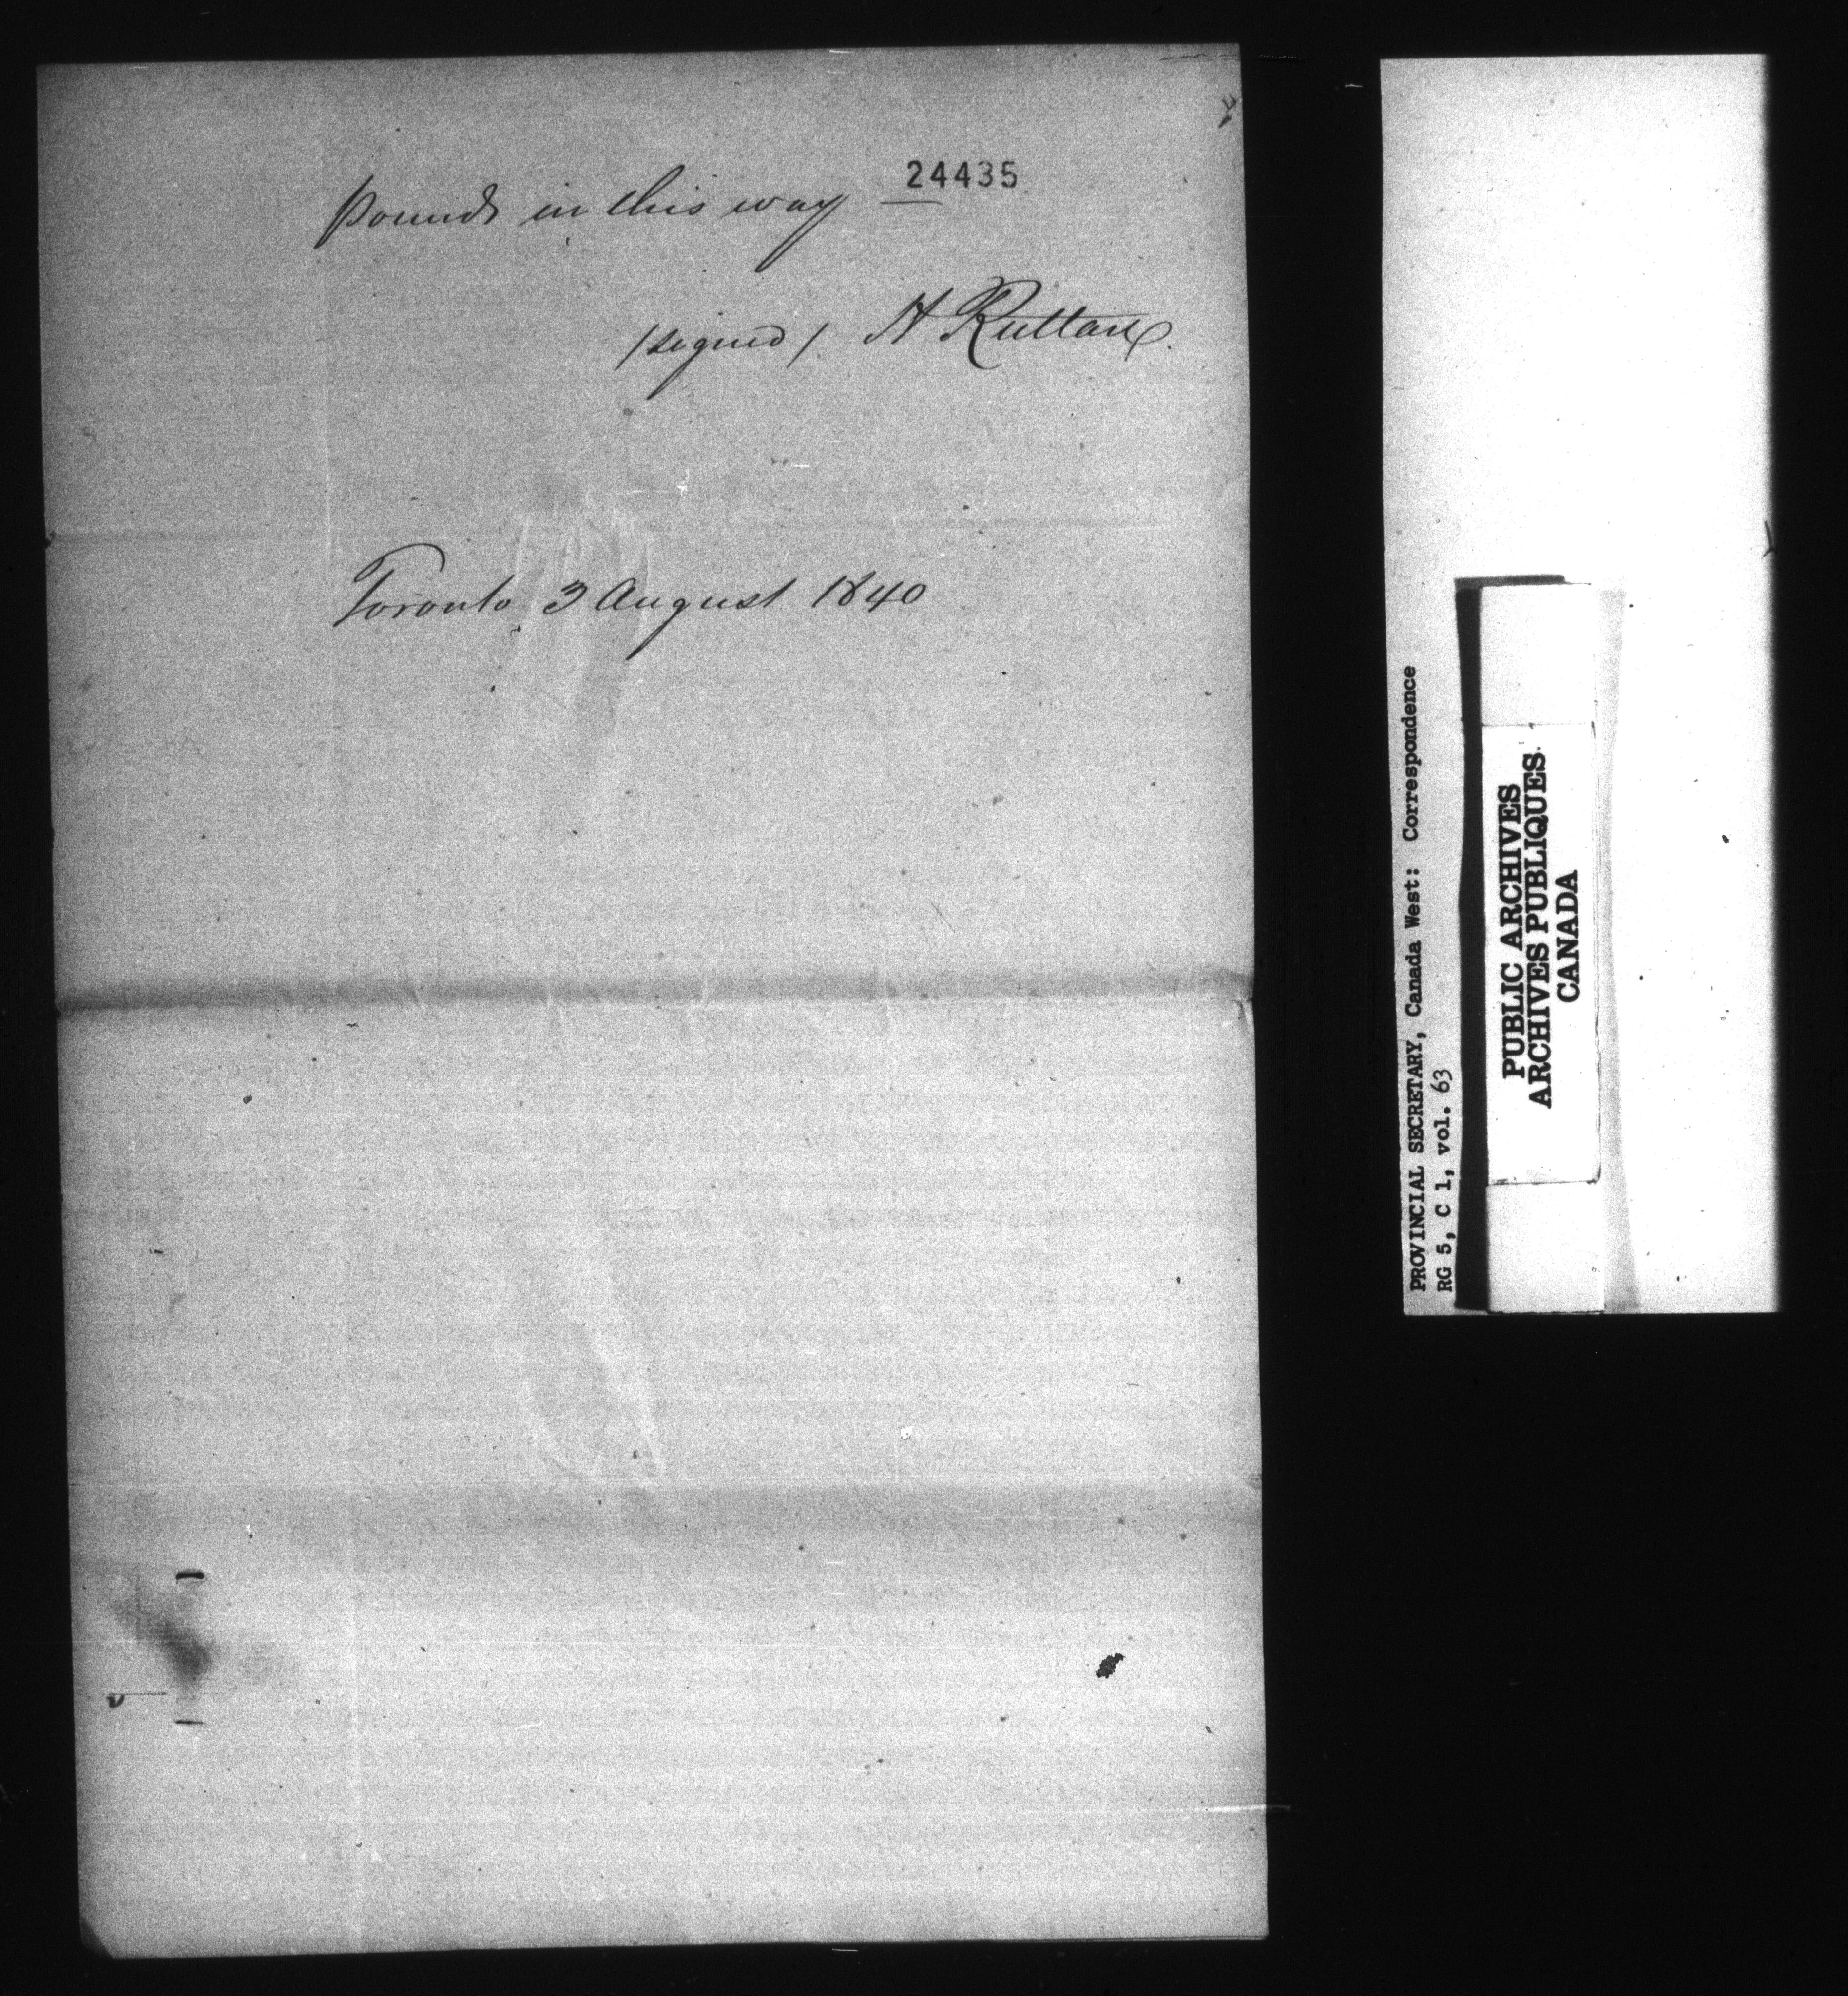 24435
pounds in this way —
/signed/ H Ruttan
Toronto 3 August 1840
PROVINCIAL SECRETARY, Canada West: Correspondence
RG 5, C 1, vol. 63
PUBLIC ARCHIVES
ARCHIVES PUBLIQUES
CANADA